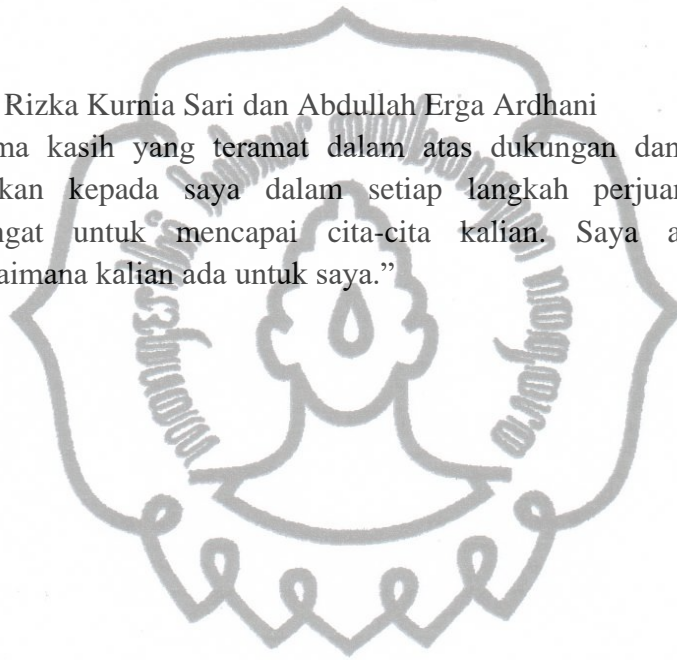 Rizka Kurnia Sari dan Abdullah Erga Ardhani
ma kasih yang teramat dalam atas dukungan dan
kan kepada saya dalam setiap langkah perjuar
ngat untuk mencapai cita-cita kalian. Saya a
aimana kalian ada untuk saya.”